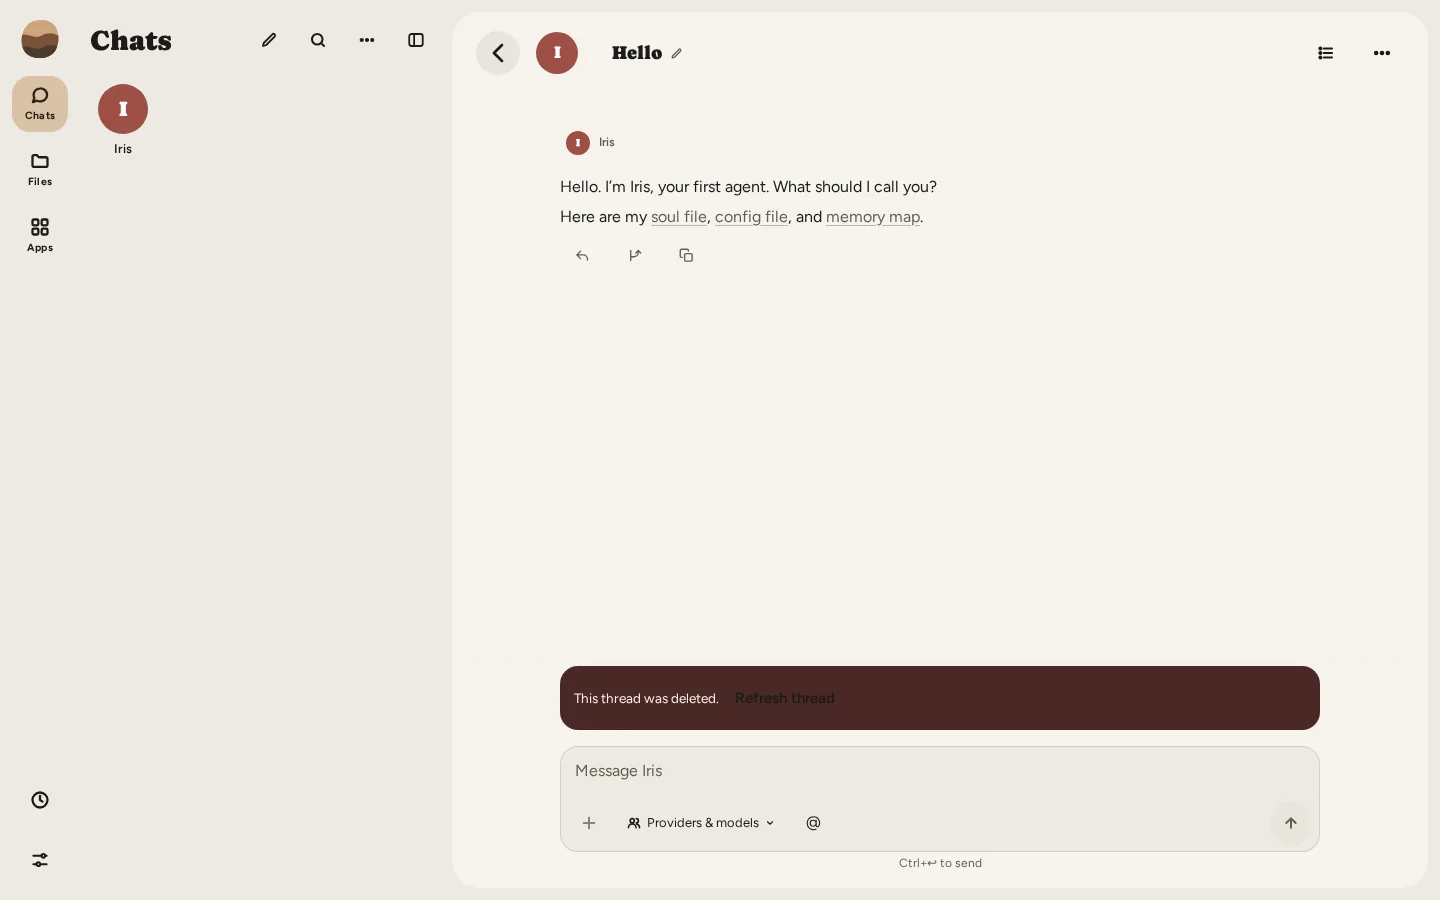 Chats
Chats
Files
Apps
I
Iris
I
Hello
I
Iris
Hello. I’m Iris, your first agent. What should I call you?
Here are my soul file, config file, and memory map.
This thread was deleted. Refresh thread
Message Iris
Providers & models
@
Ctrl+↩ to send